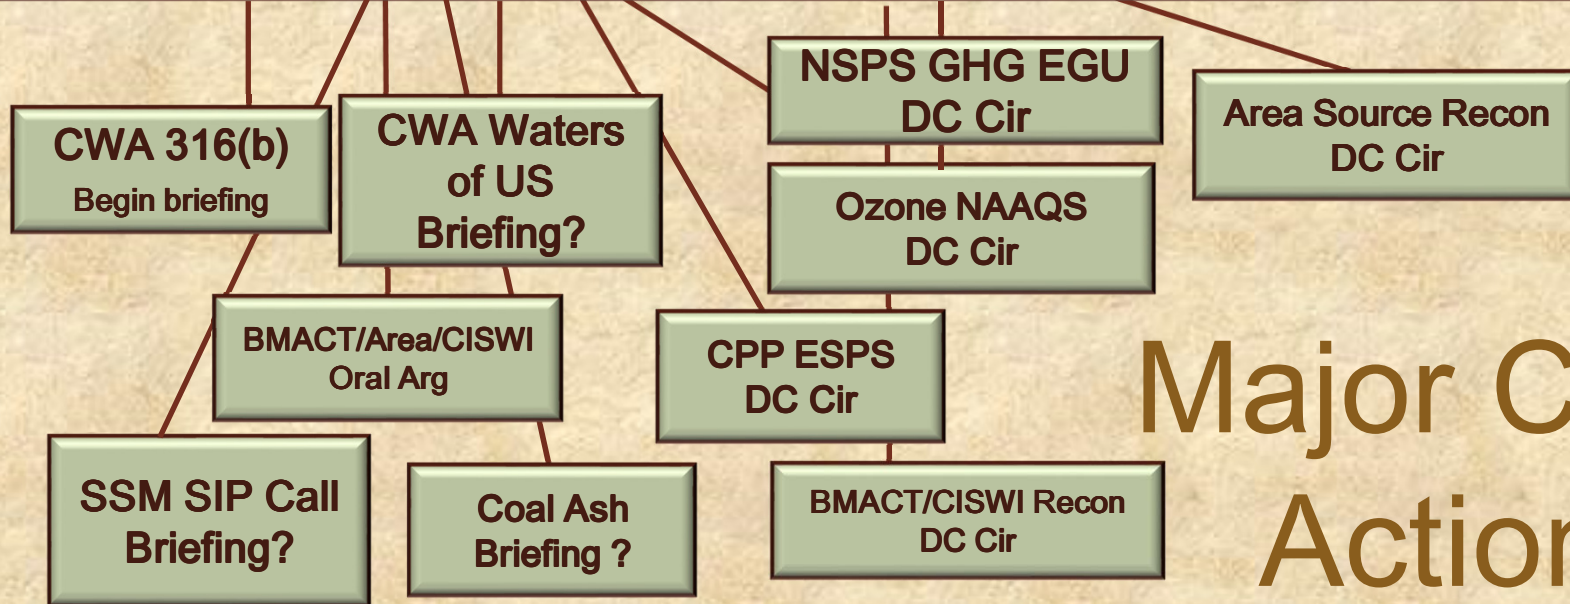 CWA 316(b)
Begin briefing
CWA Waters
of US
Briefing?
NSPS GHG EGU
DC Cir
Area Source Recon
DC Cir
Ozone NAAQS
DC Cir
BMACT/Area/CISWI
Oral Arg
CPP ESPS
DC Cir
SSM SIP Call
Briefing?
Coal Ash
Briefing ?
BMACT/CISWI Recon
DC Cir
Major C
Action